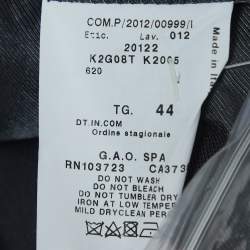 COM.P/2012/00999/I
Etic. Lav. 012
20122
K2G08T K2005
620
Made in It
TG. 44
DT.IN.COM
Ordine stagionale
G.A.O. SPA
RN103723 CA373
DO NOT WASH
DO NOT BLEACH
DO NOT TUMBLER DRY
IRON AT LOW TEMPERAT
MILD DRYCLEAN PER